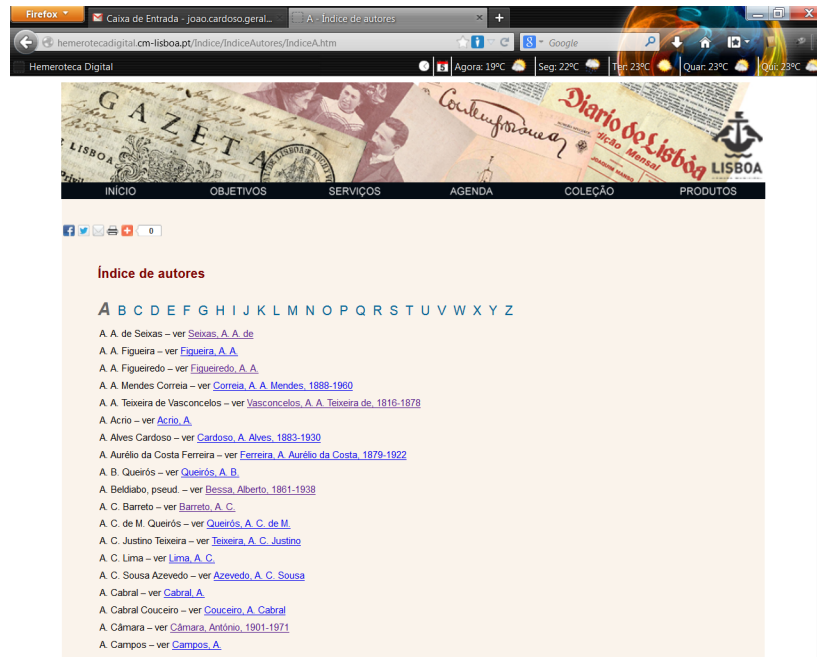 Firefox
Caixa de Entrada - joao.cardoso.geral...
A - Índice de autores
hemerotecadigital.cm-lisboa.pt/Indice/IndiceAutores/IndiceA.htm
Google
Hemeroteca Digital
Agora: 19ºC
Seg: 22ºC
Ter: 23ºC
Quar: 23ºC
Qui: 23ºC
GAZETA
LISBOA
Contemporanea
Diario de Lisbôa
Edição Mensal
LISBOA
INÍCIO OBJETIVOS SERVIÇOS AGENDA COLEÇÃO PRODUTOS
0
Índice de autores
A B C D E F G H I J K L M N O P Q R S T U V W X Y Z
A. A. de Seixas – ver Seixas, A. A. de
A. A. Figueira – ver Figueira, A. A.
A. A. Figueiredo – ver Figueiredo, A. A.
A. A. Mendes Correia – ver Correia, A. A. Mendes, 1888-1960
A. A. Teixeira de Vasconcelos – ver Vasconcelos, A. A. Teixeira de, 1816-1878
A. Acrio – ver Acrio, A.
A. Alves Cardoso – ver Cardoso, A. Alves, 1883-1930
A. Aurélio da Costa Ferreira – ver Ferreira, A. Aurélio da Costa, 1879-1922
A. B. Queirós – ver Queirós, A. B.
A. Beldiabo, pseud. – ver Bessa, Alberto, 1861-1938
A. C. Barreto – ver Barreto, A. C.
A. C. de M. Queirós – ver Queirós, A. C. de M.
A. C. Justino Teixeira – ver Teixeira, A. C. Justino
A. C. Lima – ver Lima, A. C.
A. C. Sousa Azevedo – ver Azevedo, A. C. Sousa
A. Cabral – ver Cabral, A.
A. Cabral Couceiro – ver Couceiro, A. Cabral
A. Câmara – ver Câmara, António, 1901-1971
A. Campos – ver Campos, A.